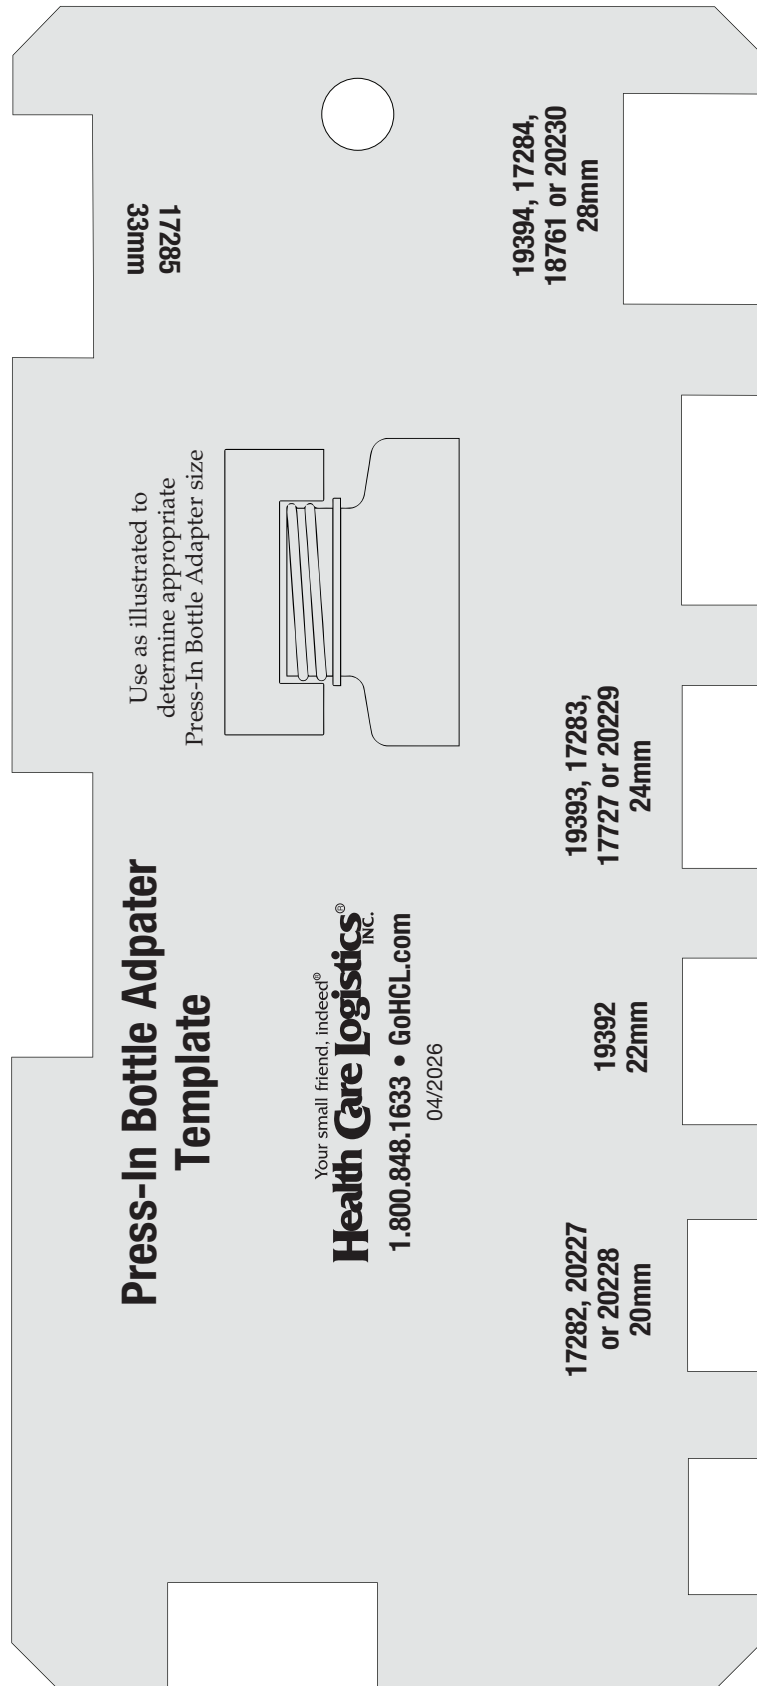 17285
33mm
19394, 17284,
18761 or 20230
28mm
Use as illustrated to
determine appropriate
Press-In Bottle Adapter size
19393, 17283,
17727 or 20229
24mm
Press-In Bottle Adpater
Template
Your small friend, indeed®
Health Care Logistics®
INC.
1.800.848.1633 • GoHCL.com
04/2026
19392
22mm
17282, 20227
or 20228
20mm